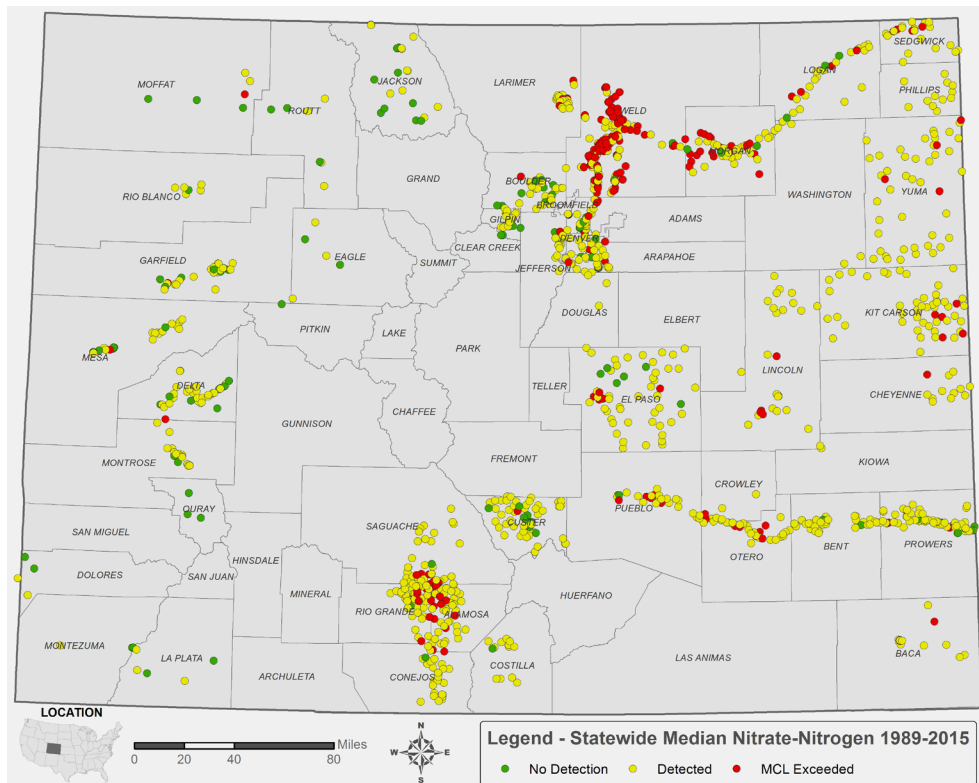 SEDGWICK
LOGAN
JACKSON
LARIMER
MOFFAT
PHILLIPS
ROUTT
WELD
MORGAN
GRAND
BOULDER
WASHINGTON
YUMA
RIO BLANCO
BROOMFIELD
GILPIN
ADAMS
DENVER
CLEAR CREEK
EAGLE
ARAPAHOE
GARFIELD
SUMMIT
JEFFERSON
DOUGLAS
KIT CARSON
ELBERT
PITKIN
LAKE
PARK
MESA
LINCOLN
DELTA
TELLER
CHEYENNE
EL PASO
CHAFFEE
GUNNISON
FREMONT
MONTROSE
KIOWA
CROWLEY
OURAY
PUEBLO
CUSTER
SAGUACHE
SAN MIGUEL
PROWERS
BENT
OTERO
HINSDALE
DOLORES
SAN JUAN
MINERAL
HUERFANO
RIO GRANDE
ALAMOSA
MONTEZUMA
BACA
LA PLATA
COSTILLA
LAS ANIMAS
ARCHULETA
CONEJOS
LOCATION
N
W E
S
Miles
0 20 40 80
Legend - Statewide Median Nitrate-Nitrogen 1989-2015
No Detection Detected MCL Exceeded